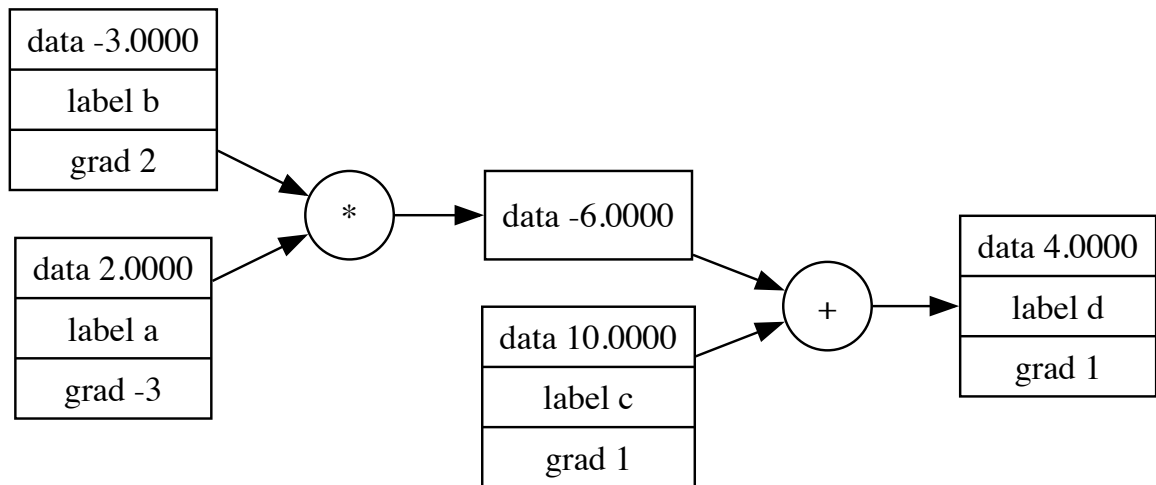 data -3.0000
label b
grad 2
data 2.0000
label a
grad -3
*
data -6.0000
data 10.0000
label c
grad 1
+
data 4.0000
label d
grad 1